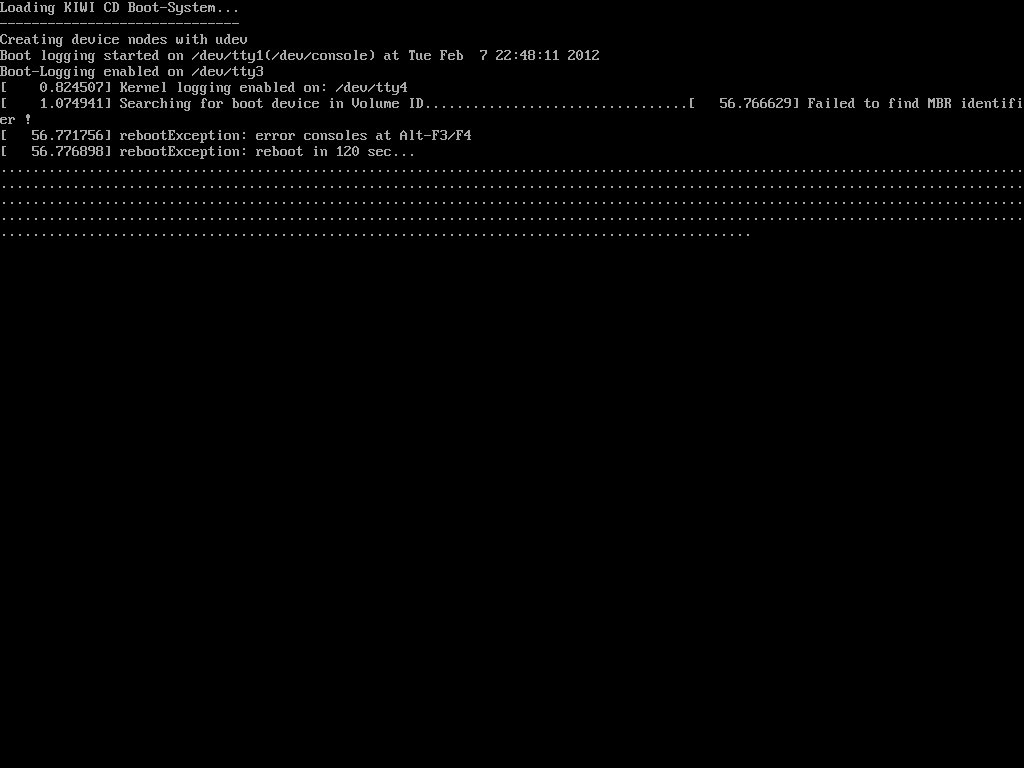 Loading KIWI CD Boot-System...
------------------------------
Creating device nodes with udev
Boot logging started on /dev/tty1(/dev/console) at Tue Feb  7 22:48:11 2012
Boot-Logging enabled on /dev/tty3
[    0.824507] Kernel logging enabled on: /dev/tty4
[    1.074941] Searching for boot device in Volume ID.................................[   56.766629] Failed to find MBR identifi
er !
[   56.771756] rebootException: error consoles at Alt-F3/F4
[   56.776898] rebootException: reboot in 120 sec...
................................................................................................................................
................................................................................................................................
................................................................................................................................
................................................................................................................................
..............................................................................................